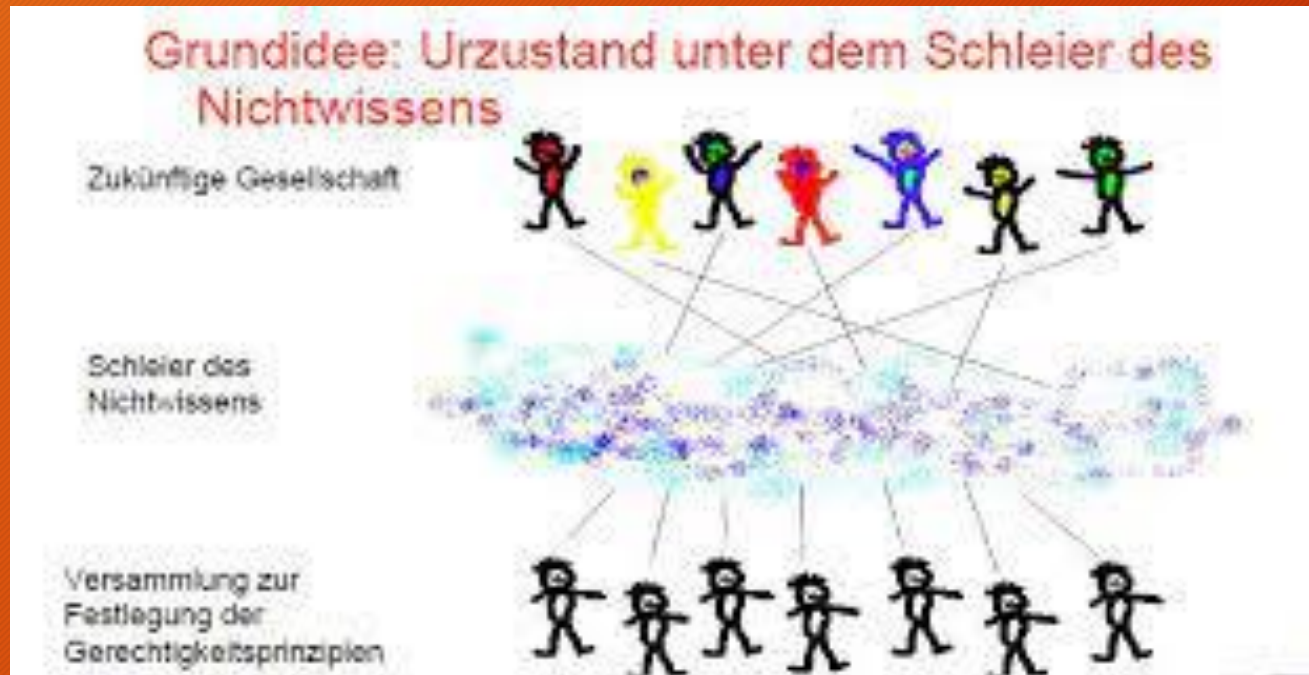 Grundidee: Urzustand unter dem Schleier des
Nichtwissens
Zukünftige Gesellschaft
Schleier des
Nichtwissens
Versammlung zur
Festlegung der
Gerechtigkeitsprinzipien